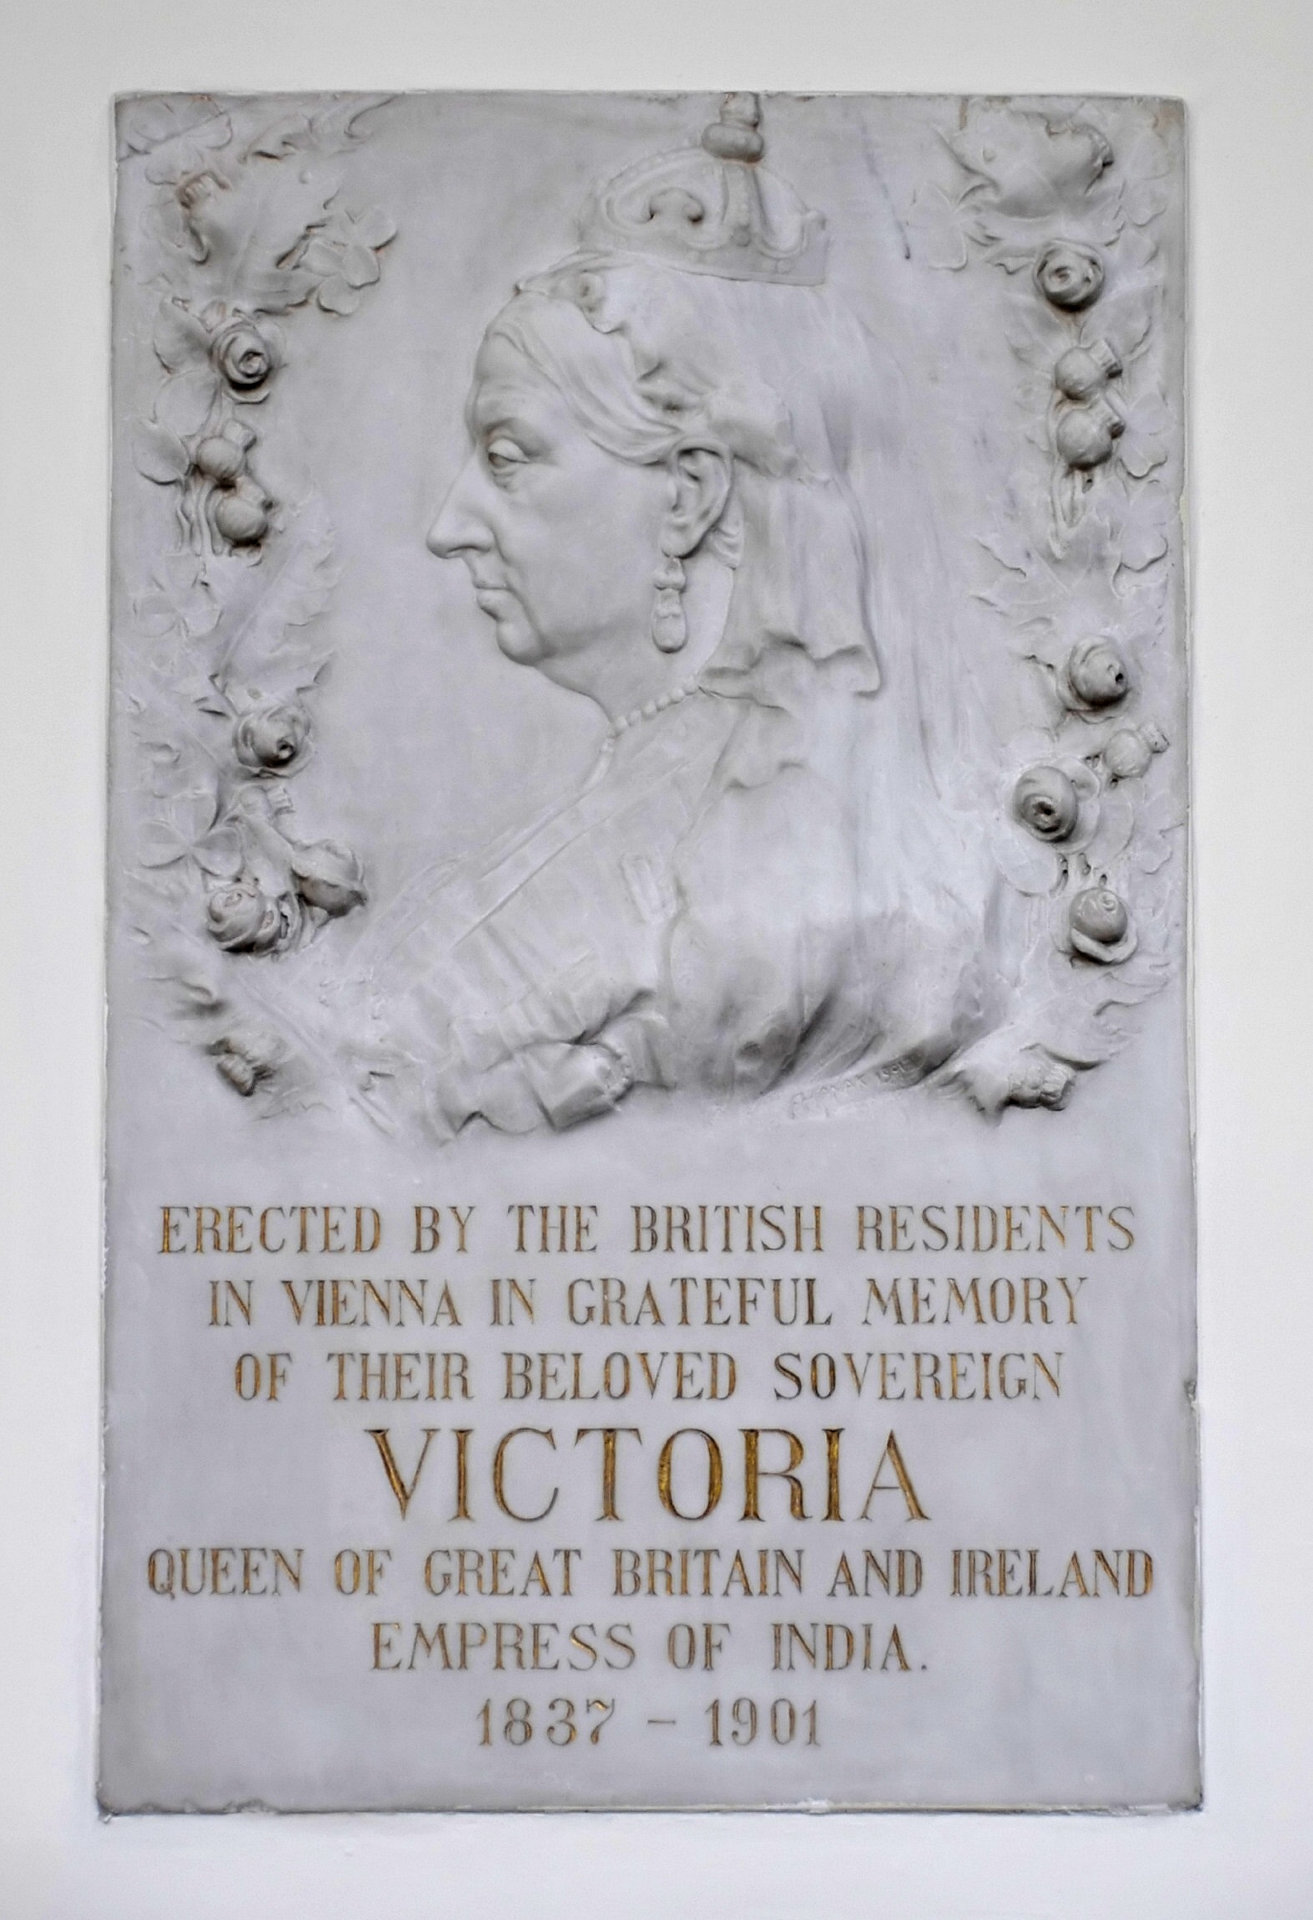 ERECTED BY THE BRITISH RESIDENTS
IN VIENNA IN GRATEFUL MEMORY
OF THEIR BELOVED SOVEREIGN
VICTORIA
QUEEN OF GREAT BRITAIN AND IRELAND
EMPRESS OF INDIA.
1837 – 1901